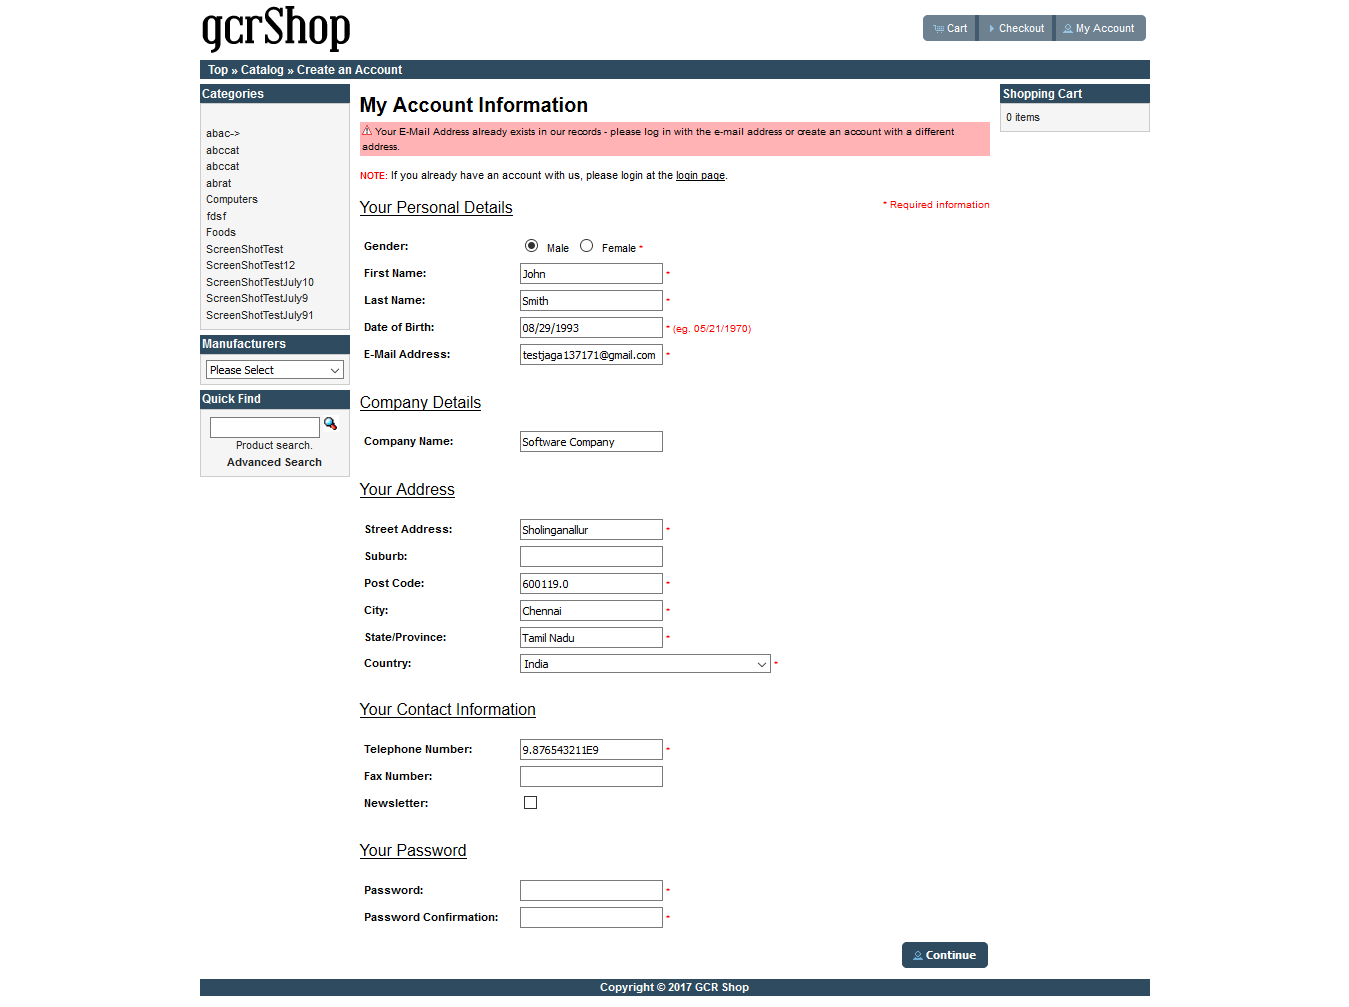 gcrShop
Cart
Checkout
My Account
Top » Catalog » Create an Account
Categories
abac->
abccat
abccat
abrat
Computers
fdsf
Foods
ScreenShotTest
ScreenShotTest12
ScreenShotTestJuly10
ScreenShotTestJuly9
ScreenShotTestJuly91
Manufacturers
Please Select
Quick Find
Product search.
Advanced Search
My Account Information
Your E-Mail Address already exists in our records - please log in with the e-mail address or create an account with a different
address.
NOTE: If you already have an account with us, please login at the login page.
Your Personal Details
* Required information
Gender: Male Female *
First Name: John *
Last Name: Smith *
Date of Birth: 08/29/1993 * (eg. 05/21/1970)
E-Mail Address: testjaga137171@gmail.com *
Company Details
Company Name: Software Company
Your Address
Street Address: Sholinganallur *
Suburb:
Post Code: 600119.0 *
City: Chennai *
State/Province: Tamil Nadu *
Country: India *
Your Contact Information
Telephone Number: 9.876543211E9 *
Fax Number:
Newsletter:
Your Password
Password: *
Password Confirmation: *
Continue
Shopping Cart
0 items
Copyright © 2017 GCR Shop